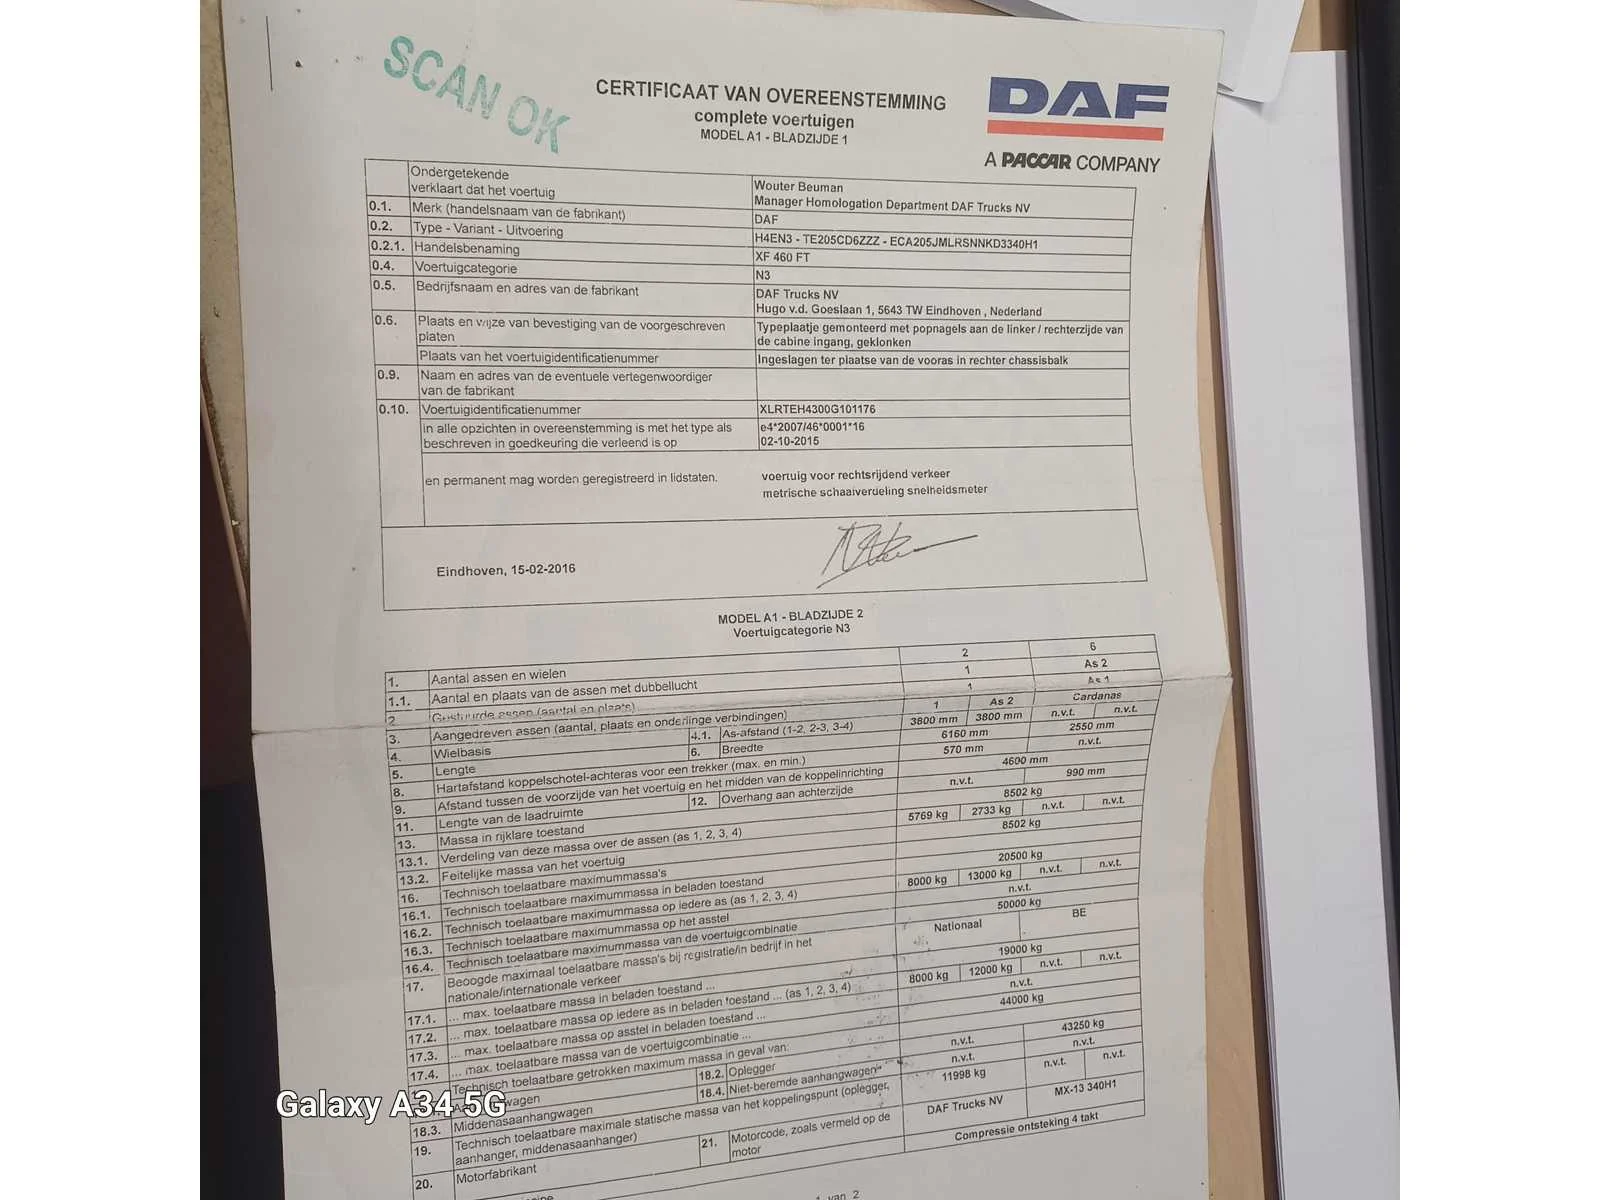 SCAN OK
CERTIFICAAT VAN OVEREENSTEMMING
complete voertuigen
MODEL A1 - BLADZIJDE 1
DAF
A PACCAR COMPANY
Ondergetekende
verklaart dat het voertuig
Wouter Beuman
Manager Homologation Department DAF Trucks NV
0.1. Merk (handelsnaam van de fabrikant) DAF
0.2. Type - Variant - Uitvoering H4EN3 - TE205CD6ZZZ - ECA205JMLRSNNKD3340H1
0.2.1. Handelsbenaming XF 460 FT
0.4. Voertuigcategorie N3
0.5. Bedrijfsnaam en adres van de fabrikant DAF Trucks NV
Hugo v.d. Goeslaan 1, 5643 TW Eindhoven , Nederland
0.6. Plaats en wijze van bevestiging van de voorgeschreven
platen
Typeplaatje gemonteerd met popnagels aan de linker / rechterzijde van
de cabine ingang, geklonken
Plaats van het voertuigidentificatienummer Ingeslagen ter plaatse van de vooras in rechter chassisbalk
0.9. Naam en adres van de eventuele vertegenwoordiger
van de fabrikant
0.10. Voertuigidentificatienummer XLRTEH4300G101176
in alle opzichten in overeenstemming is met het type als
beschreven in goedkeuring die verleend is op
e4*2007/46*0001*16
02-10-2015
en permanent mag worden geregistreerd in lidstaten.
voertuig voor rechtsrijdend verkeer
metrische schaalverdeling snelheidsmeter
Eindhoven, 15-02-2016
MODEL A1 - BLADZIJDE 2
Voertuigcategorie N3
1. Aantal assen en wielen 2 6
1.1. Aantal en plaats van de assen met dubbellucht 1 As 2
2. Gestuurde assen (aantal en plaats) 1 As 1
3. Aangedreven assen (aantal, plaats en onderlinge verbindingen) 1 As 2 Cardanas
4. Wielbasis 4.1. As-afstand (1-2, 2-3, 3-4) 3800 mm 3800 mm n.v.t. n.v.t.
5. Lengte 6. Breedte 6160 mm 2550 mm
8. Hartafstand koppelschotel-achteras voor een trekker (max. en min.) 570 mm n.v.t.
9. Afstand tussen de voorzijde van het voertuig en het midden van de koppelinrichting 4600 mm
11. Lengte van de laadruimte 12. Overhang aan achterzijde n.v.t. 990 mm
13. Massa in rijklare toestand 8502 kg
13.1. Verdeling van deze massa over de assen (as 1, 2, 3, 4) 5769 kg 2733 kg n.v.t. n.v.t.
13.2. Feitelijke massa van het voertuig 8502 kg
16. Technisch toelaatbare maximummassa's
16.1. Technisch toelaatbare maximummassa in beladen toestand 20500 kg
16.2. Technisch toelaatbare maximummassa op iedere as (as 1, 2, 3, 4) 8000 kg 13000 kg n.v.t. n.v.t.
16.3. Technisch toelaatbare maximummassa op het asstel n.v.t.
16.4. Technisch toelaatbare maximummassa van de voertuigcombinatie 50000 kg
17. Beoogde maximaal toelaatbare massa's bij registratie/in bedrijf in het
nationale/internationale verkeer
Nationaal BE
17.1. ... max. toelaatbare massa in beladen toestand ... 19000 kg
17.2. ... max. toelaatbare massa op iedere as in beladen toestand ... (as 1, 2, 3, 4) 8000 kg 12000 kg n.v.t. n.v.t.
17.3. ... max. toelaatbare massa op asstel in beladen toestand ... n.v.t.
17.4. ... max. toelaatbare massa van de voertuigcombinatie ... 44000 kg
Technisch toelaatbare getrokken maximum massa in geval van:
18.2. Oplegger n.v.t. 43250 kg
18.3. Middenasaanhangwagen 18.4. Niet-beremde aanhangwagen n.v.t. n.v.t.
19. Technisch toelaatbare maximale statische massa van het koppelingspunt (oplegger,
aanhanger, middenasaanhanger)
11998 kg n.v.t. n.v.t.
20. Motorfabrikant 21. Motorcode, zoals vermeld op de
motor
DAF Trucks NV MX-13 340H1
Compressie ontsteking 4 takt
1 van 2
Galaxy A34 5G